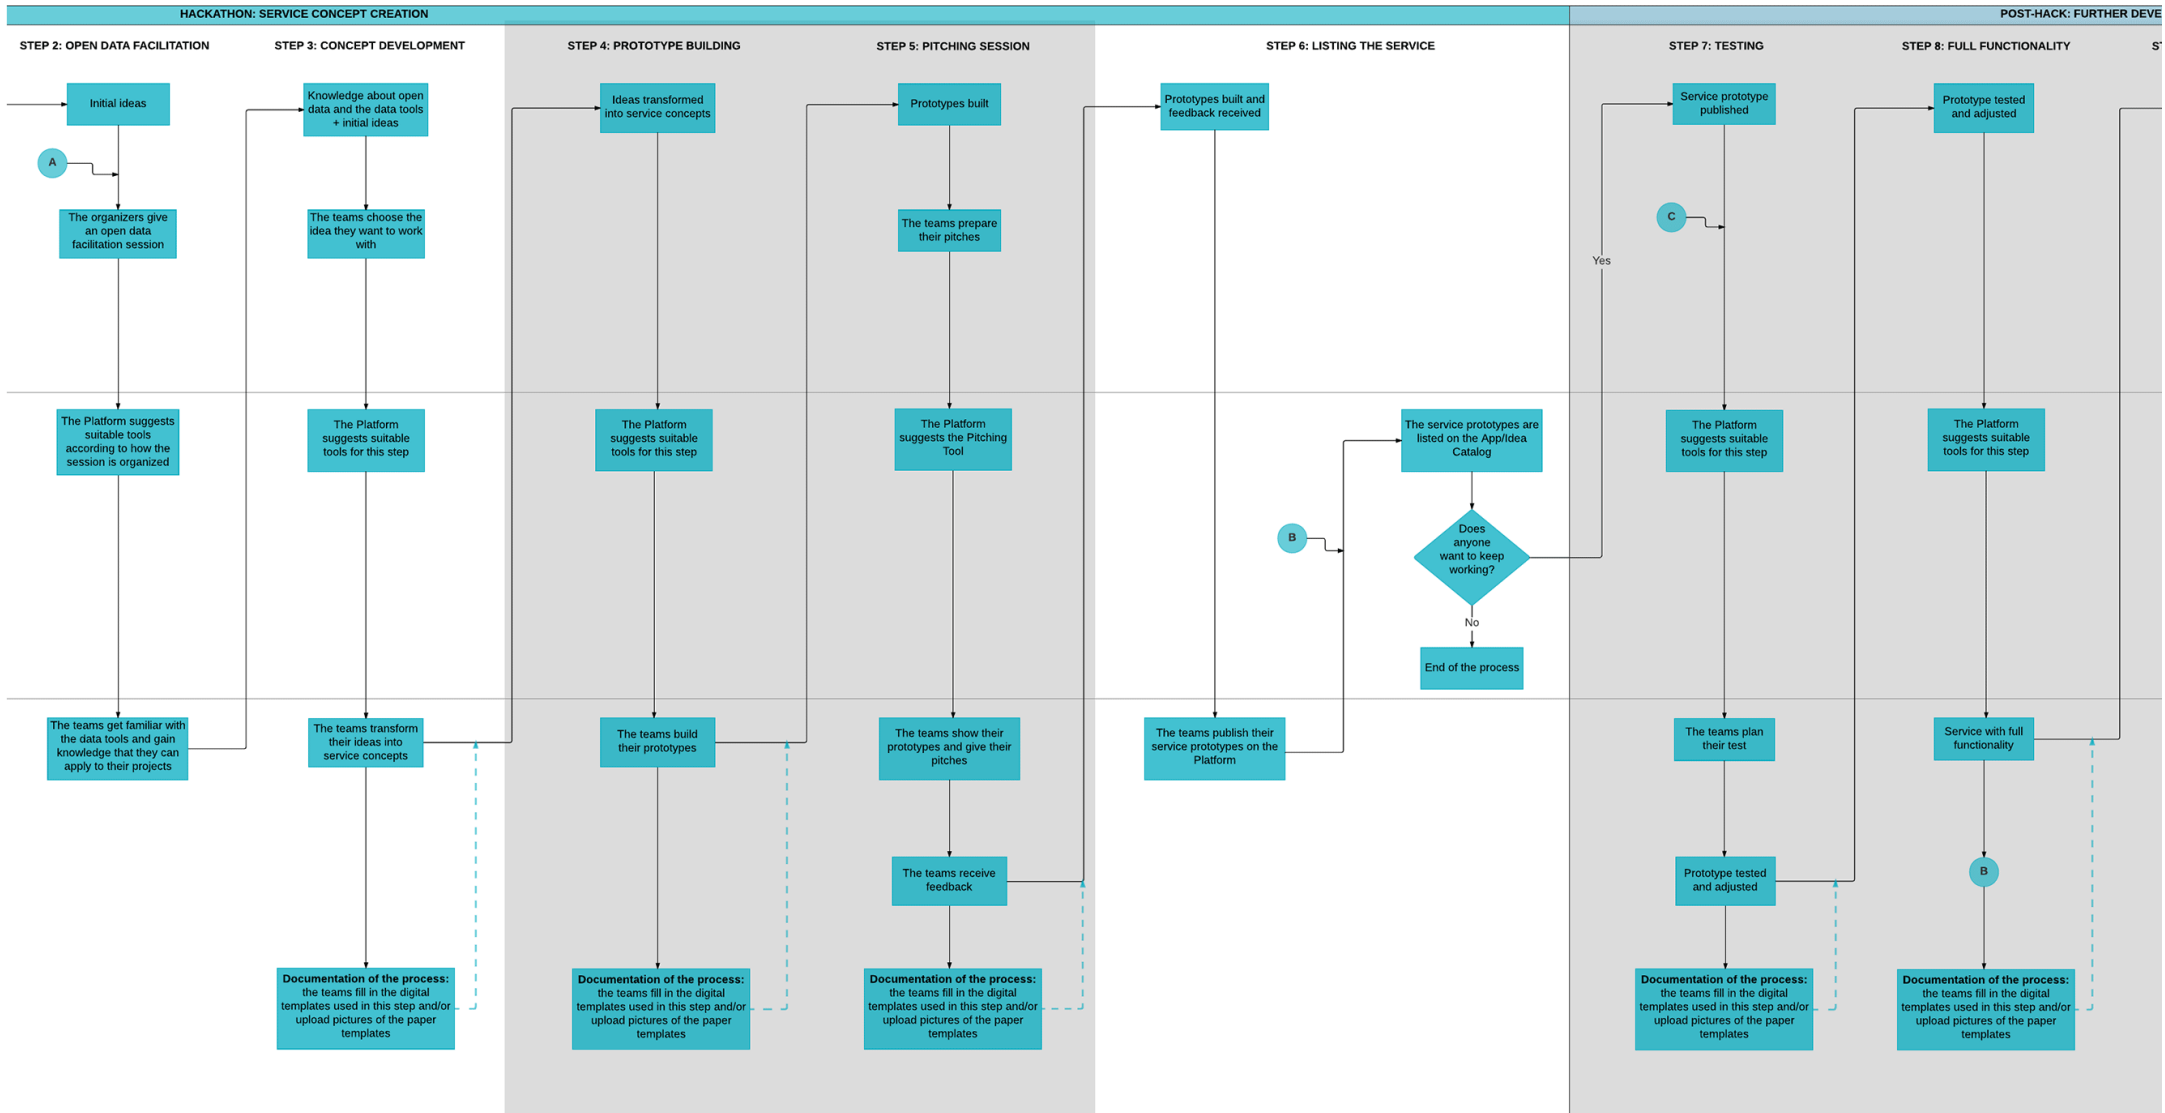 HACKATHON: SERVICE CONCEPT CREATION
POST-HACK: FURTHER DEVE
STEP 2: OPEN DATA FACILITATION
STEP 3: CONCEPT DEVELOPMENT
STEP 4: PROTOTYPE BUILDING
STEP 5: PITCHING SESSION
STEP 6: LISTING THE SERVICE
STEP 7: TESTING
STEP 8: FULL FUNCTIONALITY
ST
Initial ideas
A
The organizers give
an open data
facilitation session
The Platform suggests
suitable tools
according to how the
session is organized
The teams get familiar with
the data tools and gain
knowledge that they can
apply to their projects
Knowledge about open
data and the data tools
+ initial ideas
The teams choose the
idea they want to work
with
The Platform
suggests suitable
tools for this step
The teams transform
their ideas into
service concepts
Documentation of the process:
the teams fill in the digital
templates used in this step and/or
upload pictures of the paper
templates
Ideas transformed
into service concepts
The Platform
suggests suitable
tools for this step
The teams build
their prototypes
Documentation of the process:
the teams fill in the digital
templates used in this step and/or
upload pictures of the paper
templates
Prototypes built
The teams prepare
their pitches
The Platform
suggests the Pitching
Tool
The teams show their
prototypes and give their
pitches
The teams receive
feedback
Documentation of the process:
the teams fill in the digital
templates used in this step and/or
upload pictures of the paper
templates
Prototypes built and
feedback received
The teams publish their
service prototypes on the
Platform
B
The service prototypes are
listed on the App/Idea
Catalog
Does
anyone
want to keep
working?
No
End of the process
Yes
Service prototype
published
C
The Platform
suggests suitable
tools for this step
The teams plan
their test
Prototype tested
and adjusted
Documentation of the process:
the teams fill in the digital
templates used in this step and/or
upload pictures of the paper
templates
Prototype tested
and adjusted
The Platform
suggests suitable
tools for this step
Service with full
functionality
B
Documentation of the process:
the teams fill in the digital
templates used in this step and/or
upload pictures of the paper
templates